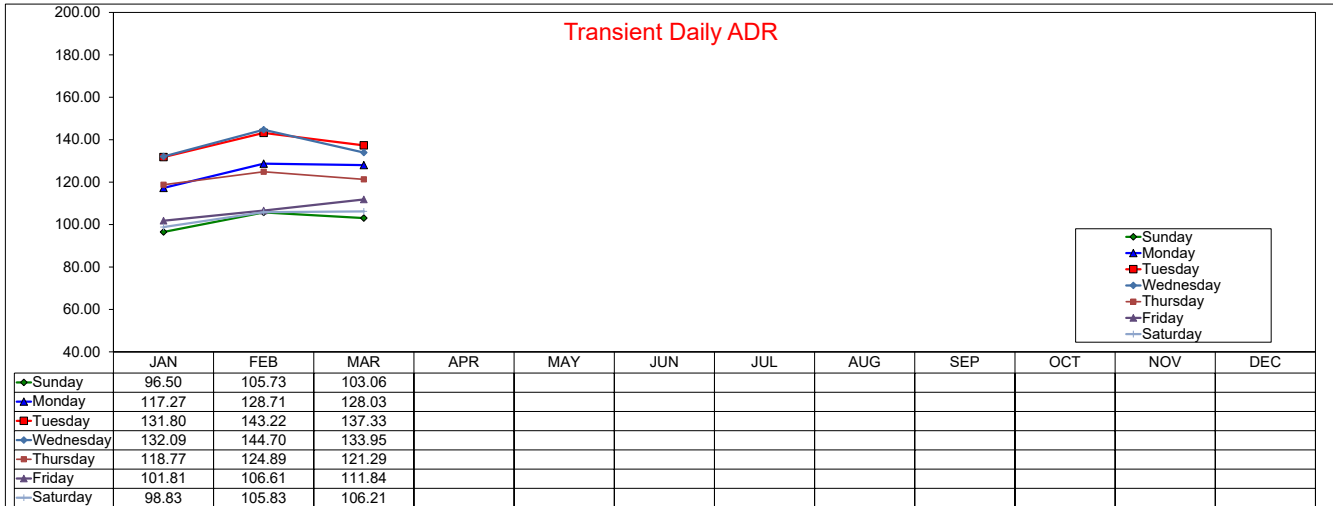 Transient Daily ADR
200.00
180.00
160.00
140.00
120.00
100.00
80.00
60.00
40.00
Sunday
Monday
Tuesday
Wednesday
Thursday
Friday
Saturday
JAN FEB MAR APR MAY JUN JUL AUG SEP OCT NOV DEC
Sunday 96.50 105.73 103.06
Monday 117.27 128.71 128.03
Tuesday 131.80 143.22 137.33
Wednesday 132.09 144.70 133.95
Thursday 118.77 124.89 121.29
Friday 101.81 106.61 111.84
Saturday 98.83 105.83 106.21